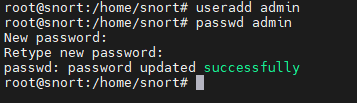 root@snort:/home/snort# useradd admin
root@snort:/home/snort# passwd admin
New password:
Retype new password:
passwd: password updated successfully
root@snort:/home/snort#